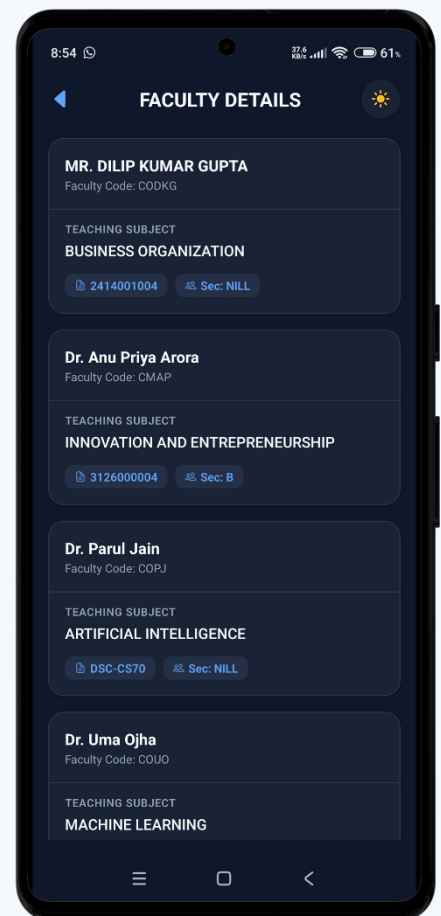 8:54
37.6
KB/s
61%
FACULTY DETAILS
MR. DILIP KUMAR GUPTA
Faculty Code: CODKG
TEACHING SUBJECT
BUSINESS ORGANIZATION
2414001004 Sec: NILL
Dr. Anu Priya Arora
Faculty Code: CMAP
TEACHING SUBJECT
INNOVATION AND ENTREPRENEURSHIP
3126000004 Sec: B
Dr. Parul Jain
Faculty Code: COPJ
TEACHING SUBJECT
ARTIFICIAL INTELLIGENCE
DSC-CS70 Sec: NILL
Dr. Uma Ojha
Faculty Code: COUO
TEACHING SUBJECT
MACHINE LEARNING